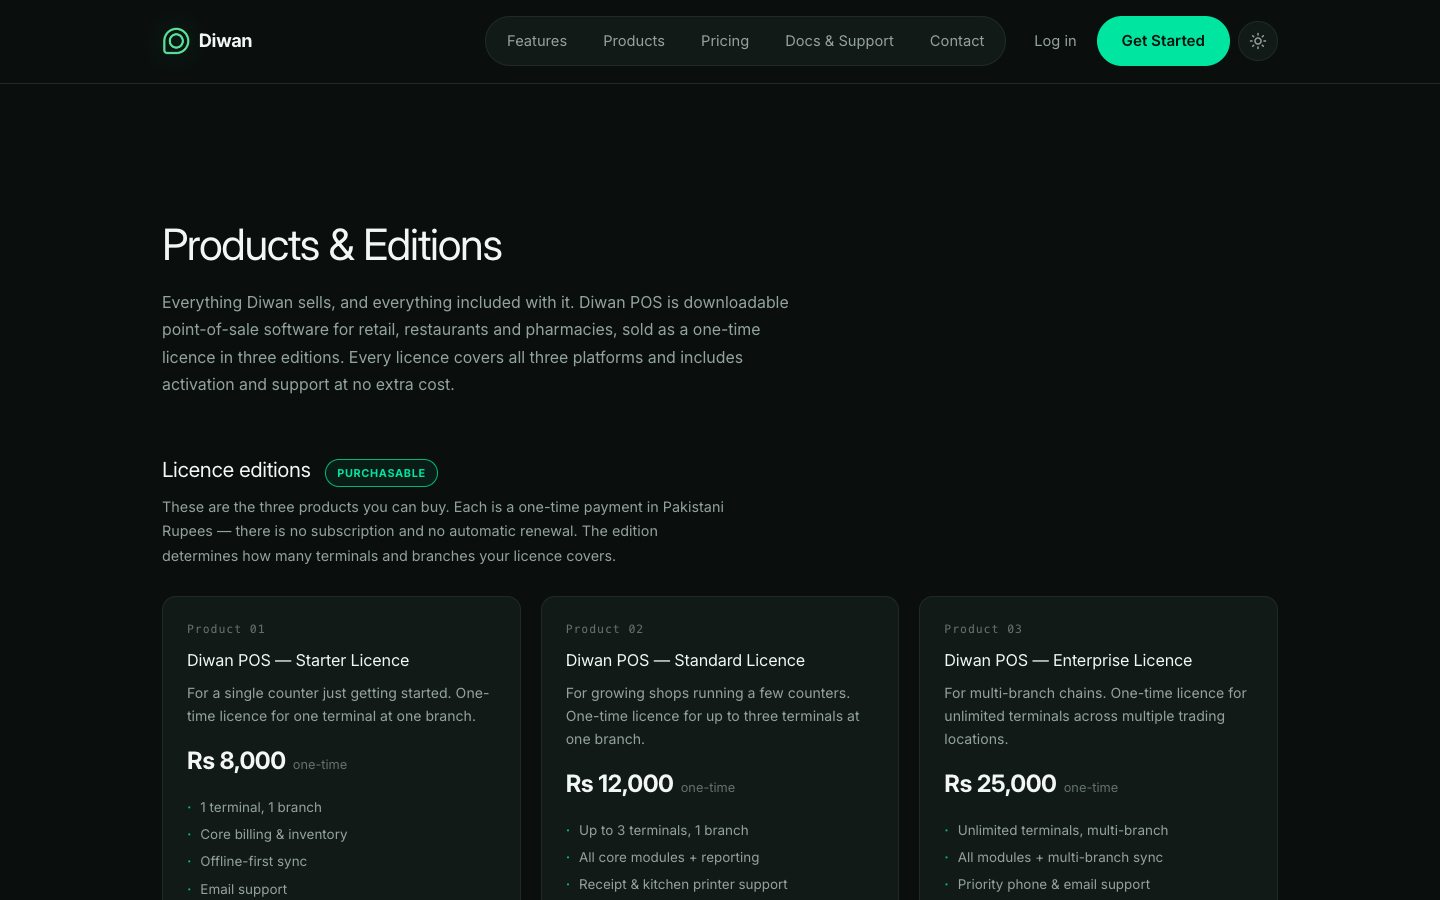 Diwan
Features
Products
Pricing
Docs & Support
Contact
Log in
Get Started
Products & Editions
Everything Diwan sells, and everything included with it. Diwan POS is downloadable
point-of-sale software for retail, restaurants and pharmacies, sold as a one-time
licence in three editions. Every licence covers all three platforms and includes
activation and support at no extra cost.
Licence editions
PURCHASABLE
These are the three products you can buy. Each is a one-time payment in Pakistani
Rupees — there is no subscription and no automatic renewal. The edition
determines how many terminals and branches your licence covers.
Product 01
Diwan POS — Starter Licence
For a single counter just getting started. One-
time licence for one terminal at one branch.
Rs 8,000 one-time
· 1 terminal, 1 branch
· Core billing & inventory
· Offline-first sync
· Email support
Product 02
Diwan POS — Standard Licence
For growing shops running a few counters.
One-time licence for up to three terminals at
one branch.
Rs 12,000 one-time
· Up to 3 terminals, 1 branch
· All core modules + reporting
· Receipt & kitchen printer support
Product 03
Diwan POS — Enterprise Licence
For multi-branch chains. One-time licence for
unlimited terminals across multiple trading
locations.
Rs 25,000 one-time
· Unlimited terminals, multi-branch
· All modules + multi-branch sync
· Priority phone & email support